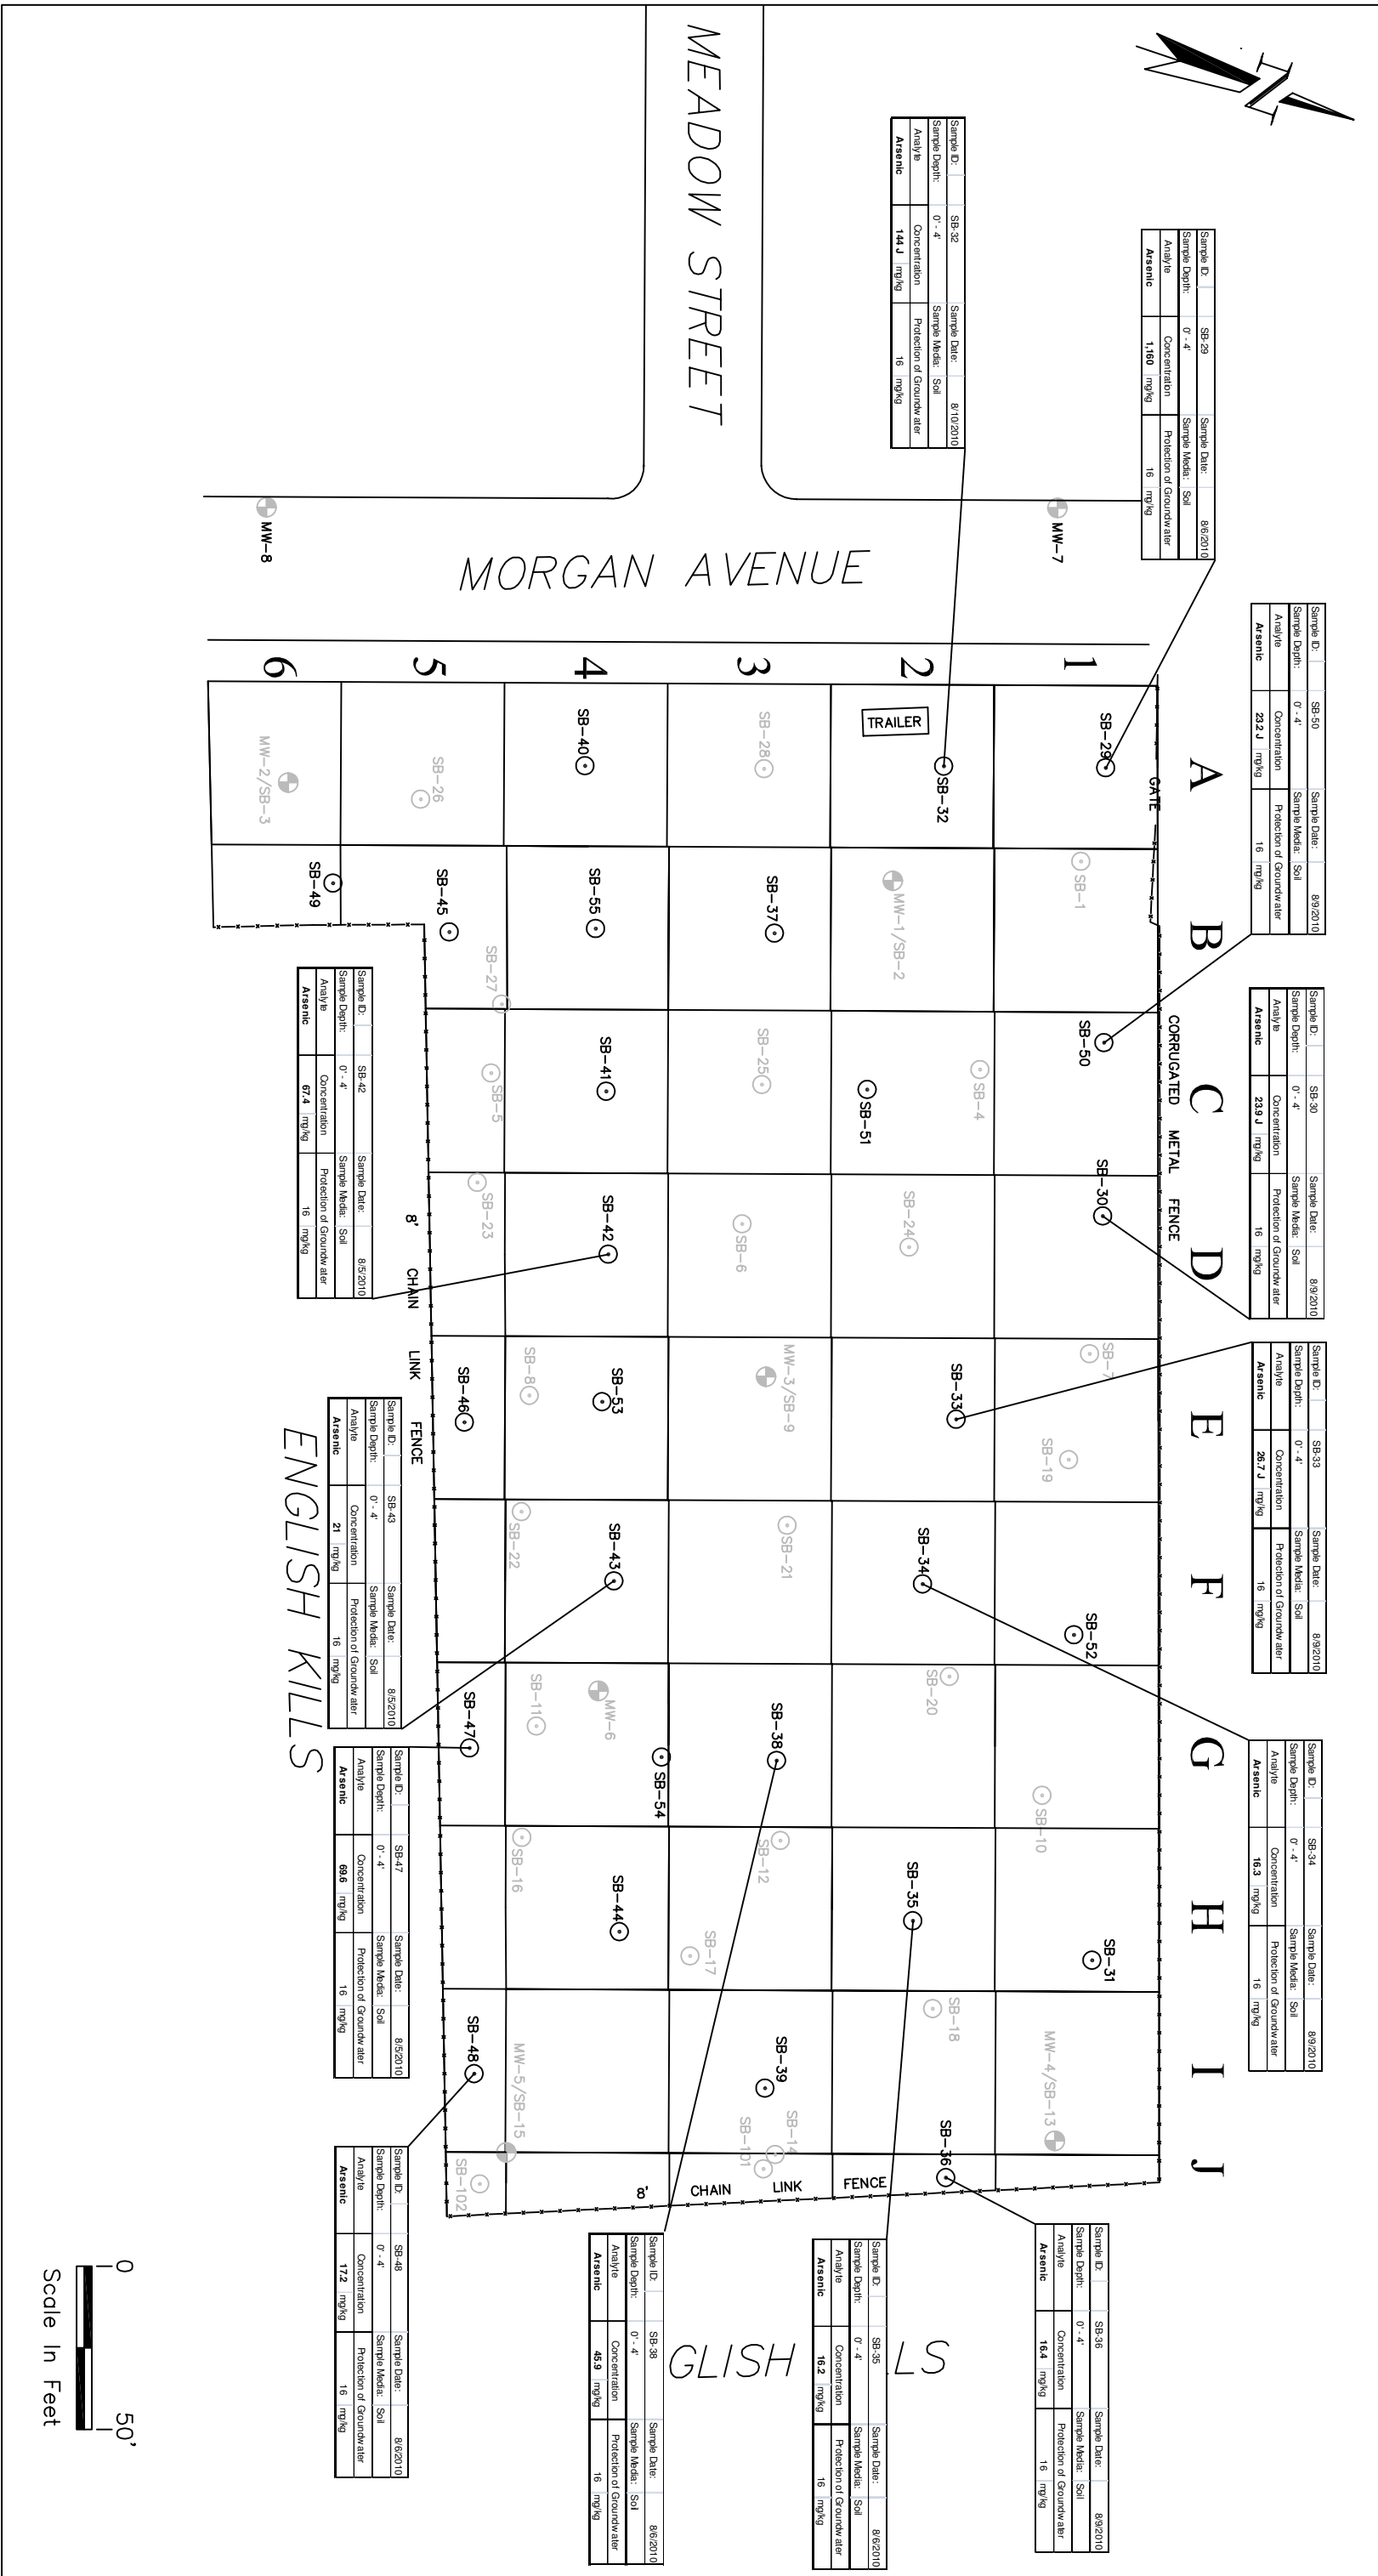 MEADOW STREET
MORGAN AVENUE
MW-7
MW-8
Sample ID: SB-29 Sample Date: 8/6/2010
Sample Depth: 0' - 4' Sample Media: Soil
Analyte Concentration Protection of Groundwater
Arsenic 1,160 mg/kg 16 mg/kg
Sample ID: SB-32 Sample Date: 8/10/2010
Sample Depth: 0' - 4' Sample Media: Soil
Analyte Concentration Protection of Groundwater
Arsenic 144 J mg/kg 16 mg/kg
Sample ID: SB-50 Sample Date: 8/9/2010
Sample Depth: 0' - 4' Sample Media: Soil
Analyte Concentration Protection of Groundwater
Arsenic 23.2 J mg/kg 16 mg/kg
Sample ID: SB-30 Sample Date: 8/9/2010
Sample Depth: 0' - 4' Sample Media: Soil
Analyte Concentration Protection of Groundwater
Arsenic 23.9 J mg/kg 16 mg/kg
Sample ID: SB-33 Sample Date: 8/9/2010
Sample Depth: 0' - 4' Sample Media: Soil
Analyte Concentration Protection of Groundwater
Arsenic 26.7 J mg/kg 16 mg/kg
Sample ID: SB-34 Sample Date: 8/9/2010
Sample Depth: 0' - 4' Sample Media: Soil
Analyte Concentration Protection of Groundwater
Arsenic 16.3 mg/kg 16 mg/kg
A B C D E F G H I J
GATE
CORRUGATED METAL FENCE
1
2
3
4
5
6
TRAILER
SB-29
SB-1
SB-50
SB-30
SB-7
SB-19
SB-52
SB-10
SB-31
MW-4/SB-13
SB-32
MW-1/SB-2
SB-4
SB-51
SB-24
SB-33
SB-34
SB-20
SB-35
SB-18
SB-36
SB-28
SB-37
SB-25
SB-6
MW-3/SB-9
SB-21
SB-38
SB-12
SB-17
SB-39
SB-14
SB-101
SB-40
SB-55
SB-41
SB-42
SB-53
SB-8
SB-43
SB-22
MW-6
SB-11
SB-54
SB-44
SB-16
MW-5/SB-15
SB-26
SB-45
SB-27
SB-5
SB-23
SB-46
SB-47
SB-48
SB-102
MW-2/SB-3
SB-49
8' CHAIN LINK FENCE
8' CHAIN LINK FENCE
Sample ID: SB-42 Sample Date: 8/5/2010
Sample Depth: 0' - 4' Sample Media: Soil
Analyte Concentration Protection of Groundwater
Arsenic 67.4 mg/kg 16 mg/kg
Sample ID: SB-43 Sample Date: 8/5/2010
Sample Depth: 0' - 4' Sample Media: Soil
Analyte Concentration Protection of Groundwater
Arsenic 21 mg/kg 16 mg/kg
Sample ID: SB-47 Sample Date: 8/5/2010
Sample Depth: 0' - 4' Sample Media: Soil
Analyte Concentration Protection of Groundwater
Arsenic 69.6 mg/kg 16 mg/kg
Sample ID: SB-48 Sample Date: 8/6/2010
Sample Depth: 0' - 4' Sample Media: Soil
Analyte Concentration Protection of Groundwater
Arsenic 17.2 mg/kg 16 mg/kg
Sample ID: SB-36 Sample Date: 8/9/2010
Sample Depth: 0' - 4' Sample Media: Soil
Analyte Concentration Protection of Groundwater
Arsenic 16.4 mg/kg 16 mg/kg
Sample ID: SB-35 Sample Date: 8/6/2010
Sample Depth: 0' - 4' Sample Media: Soil
Analyte Concentration Protection of Groundwater
Arsenic 16.2 mg/kg 16 mg/kg
Sample ID: SB-38 Sample Date: 8/6/2010
Sample Depth: 0' - 4' Sample Media: Soil
Analyte Concentration Protection of Groundwater
Arsenic 45.9 mg/kg 16 mg/kg
ENGLISH KILLS
GLISH LS
0 50'
Scale In Feet